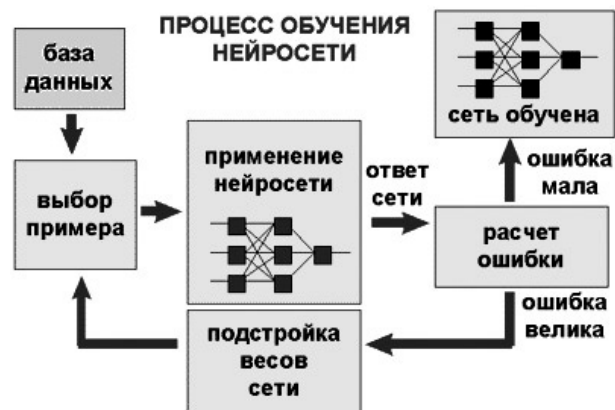 ПРОЦЕСС ОБУЧЕНИЯ
НЕЙРОСЕТИ
база
данных
выбор
примера
применение
нейросети
ответ
сети
расчет
ошибки
ошибка
мала
сеть обучена
ошибка
велика
подстройка
весов
сети